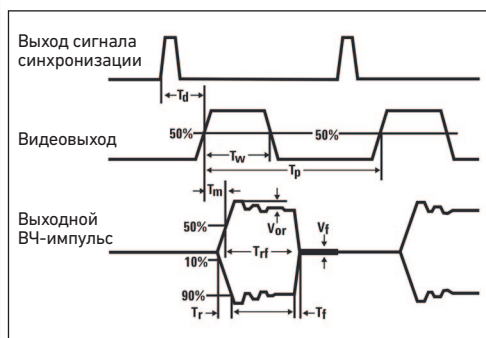 Выход сигнала
синхронизации
Td
Видеовыход
50%
50%
Tw
Tp
Tm
Выходной
ВЧ-импульс
50%
Vor
Vf
Trf
10%
90%
Tr
Tf